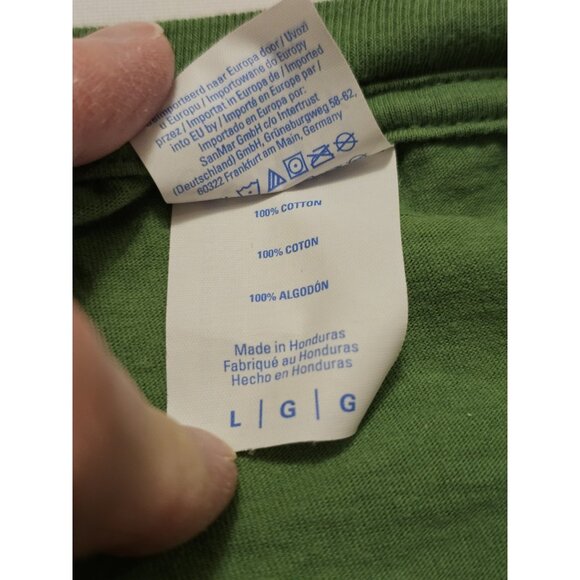 naar Europa door / Uvozi
d Europu / Importowane do Europy
przez / Importat in Europa de / Imported
into EU by / Importé en Europe par /
Importado en Europa por:
SanMar GmbH c/o Intertrust
(Deutschland) GmbH, Grüneburgweg 58-62,
60322 Frankfurt am Main, Germany
100% COTTON
100% COTON
100% ALGODÓN
Made in Honduras
Fabriqué au Honduras
Hecho en Honduras
L | G | G